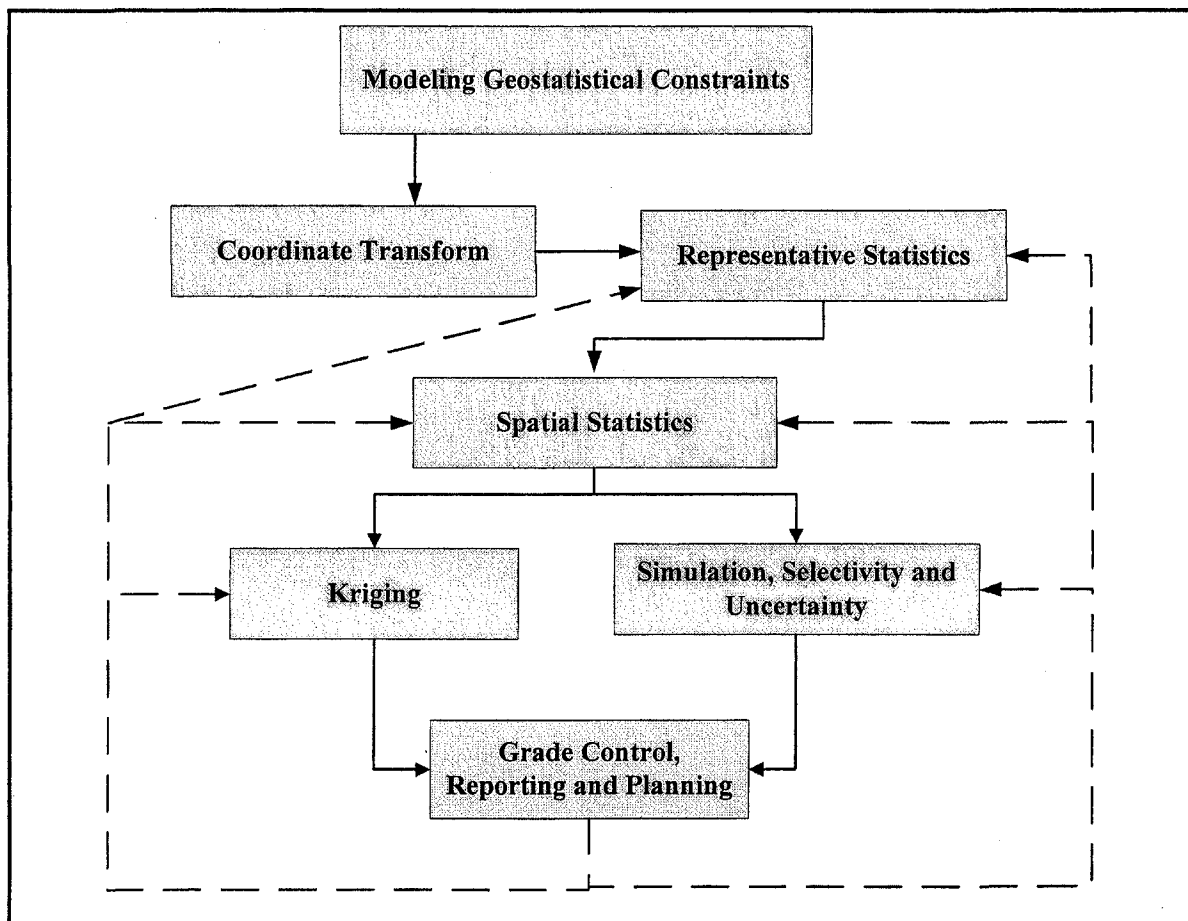 Modeling Geostatistical Constraints
Coordinate Transform
Representative Statistics
Spatial Statistics
Kriging
Simulation, Selectivity and
Uncertainty
Grade Control,
Reporting and Planning